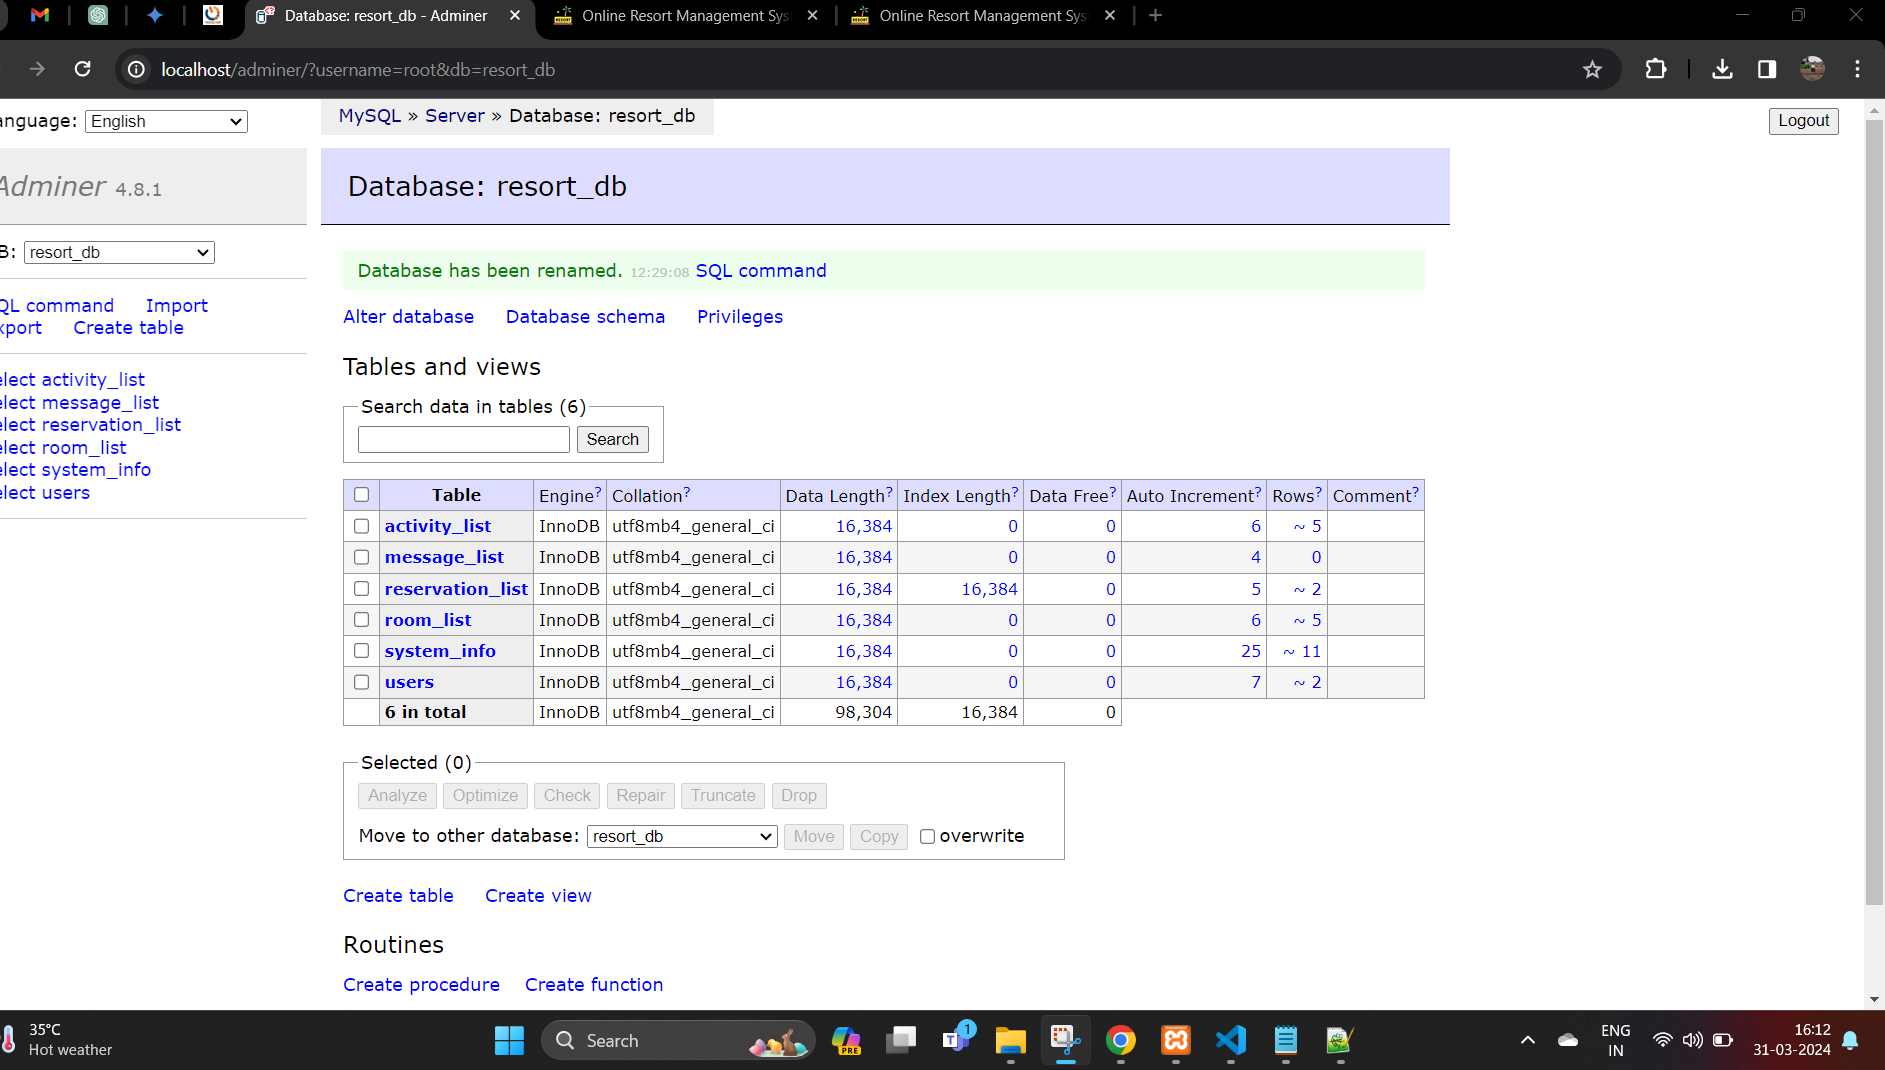 Database: resort_db - Adminer
Online Resort Management Sys
Online Resort Management Sys
localhost/adminer/?username=root&db=resort_db
anguage: English
MySQL » Server » Database: resort_db
Logout
Adminer 4.8.1
Database: resort_db
B: resort_db
Database has been renamed. 12:29:08 SQL command
QL command Import
xport Create table
Alter database Database schema Privileges
elect activity_list
elect message_list
elect reservation_list
elect room_list
elect system_info
elect users
Tables and views
Search data in tables (6)
Search
Table Engine? Collation? Data Length? Index Length? Data Free? Auto Increment? Rows? Comment?
activity_list InnoDB utf8mb4_general_ci 16,384 0 0 6 ~ 5
message_list InnoDB utf8mb4_general_ci 16,384 0 0 4 0
reservation_list InnoDB utf8mb4_general_ci 16,384 16,384 0 5 ~ 2
room_list InnoDB utf8mb4_general_ci 16,384 0 0 6 ~ 5
system_info InnoDB utf8mb4_general_ci 16,384 0 0 25 ~ 11
users InnoDB utf8mb4_general_ci 16,384 0 0 7 ~ 2
6 in total InnoDB utf8mb4_general_ci 98,304 16,384 0
Selected (0)
Analyze Optimize Check Repair Truncate Drop
Move to other database: resort_db Move Copy overwrite
Create table Create view
Routines
Create procedure Create function
35°C
Hot weather
Search
PRE
1
ENG
IN
16:12
31-03-2024